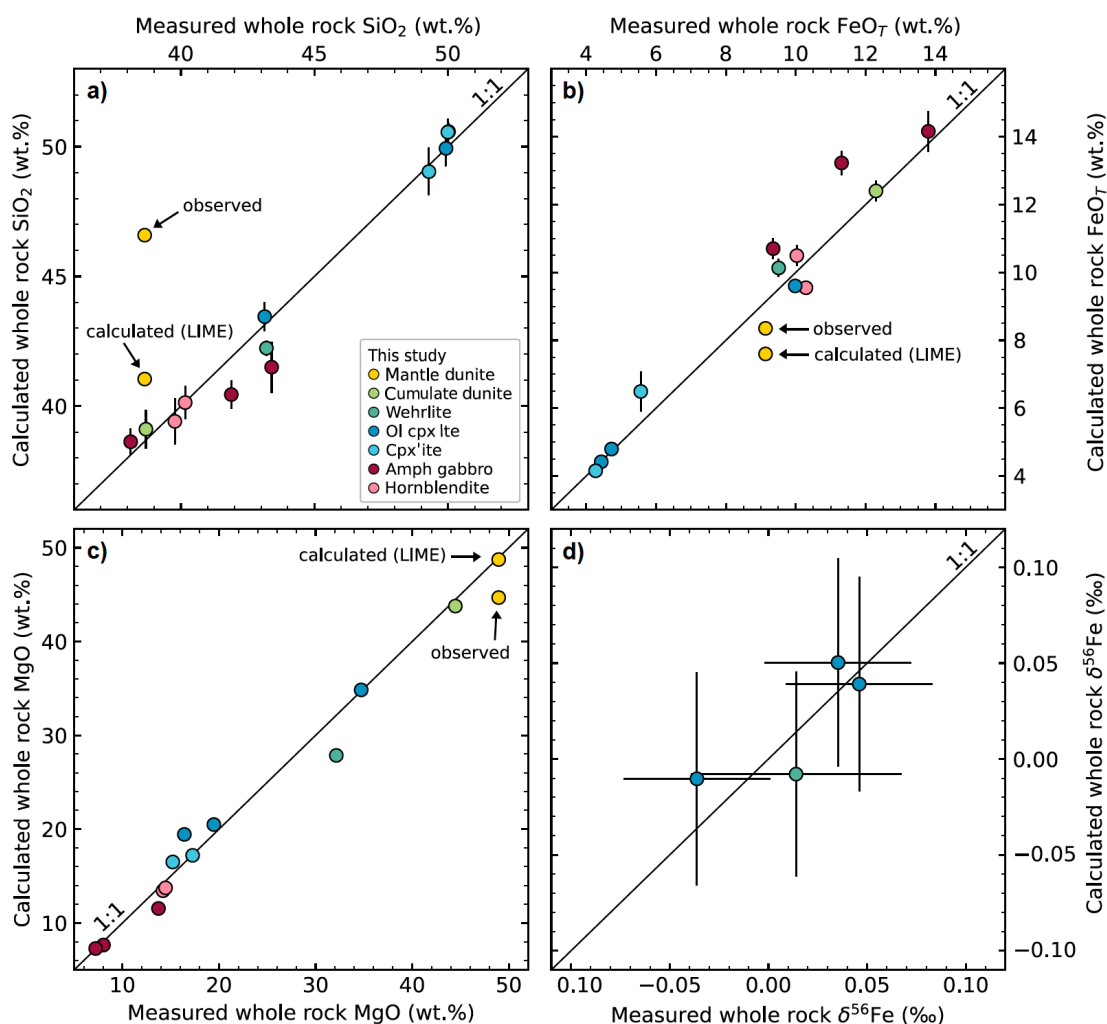 Measured whole rock SiO₂ (wt.%)
40 45 50
Measured whole rock FeO_T (wt.%)
4 6 8 10 12 14
a)
1:1
50
45
40
Calculated whole rock SiO₂ (wt.%)
observed
calculated (LIME)
This study
Mantle dunite
Cumulate dunite
Wehrlite
Ol cpx'ite
Cpx'ite
Amph gabbro
Hornblendite
b)
1:1
14
12
10
8
6
4
Calculated whole rock FeO_T (wt.%)
observed
calculated (LIME)
c)
50
40
30
20
10
Calculated whole rock MgO (wt.%)
calculated (LIME)
observed
1:1
10 20 30 40 50
Measured whole rock MgO (wt.%)
d)
1:1
0.10
0.05
0.00
−0.05
−0.10
Calculated whole rock δ⁵⁶Fe (‰)
0.10 −0.05 0.00 0.05 0.10
Measured whole rock δ⁵⁶Fe (‰)